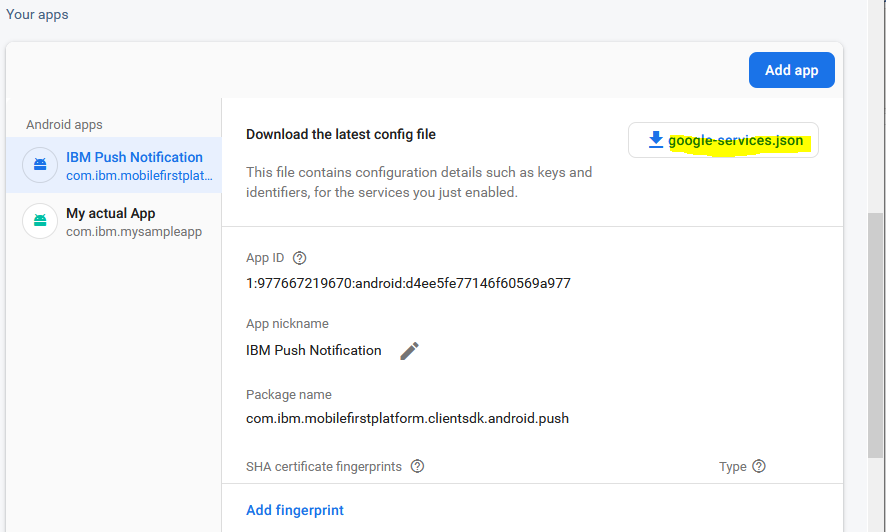 Your apps
Add app
Android apps
IBM Push Notification
com.ibm.mobilefirstplat...
My actual App
com.ibm.mysampleapp
Download the latest config file
google-services.json
This file contains configuration details such as keys and
identifiers, for the services you just enabled.
App ID
1:977667219670:android:d4ee5fe77146f60569a977
App nickname
IBM Push Notification
Package name
com.ibm.mobilefirstplatform.clientsdk.android.push
SHA certificate fingerprints
Type
Add fingerprint